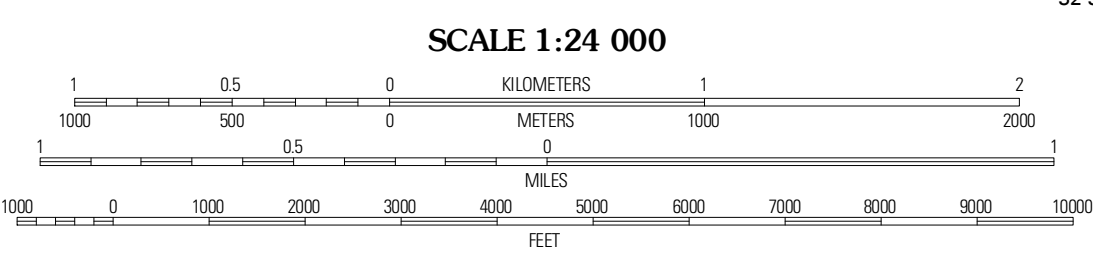 SCALE 1:24 000
1 0.5 0 KILOMETERS 1 2
1000 500 0 METERS 1000 2000
1 0.5 0 1
MILES
1000 0 1000 2000 3000 4000 5000 6000 7000 8000 9000 10000
FEET